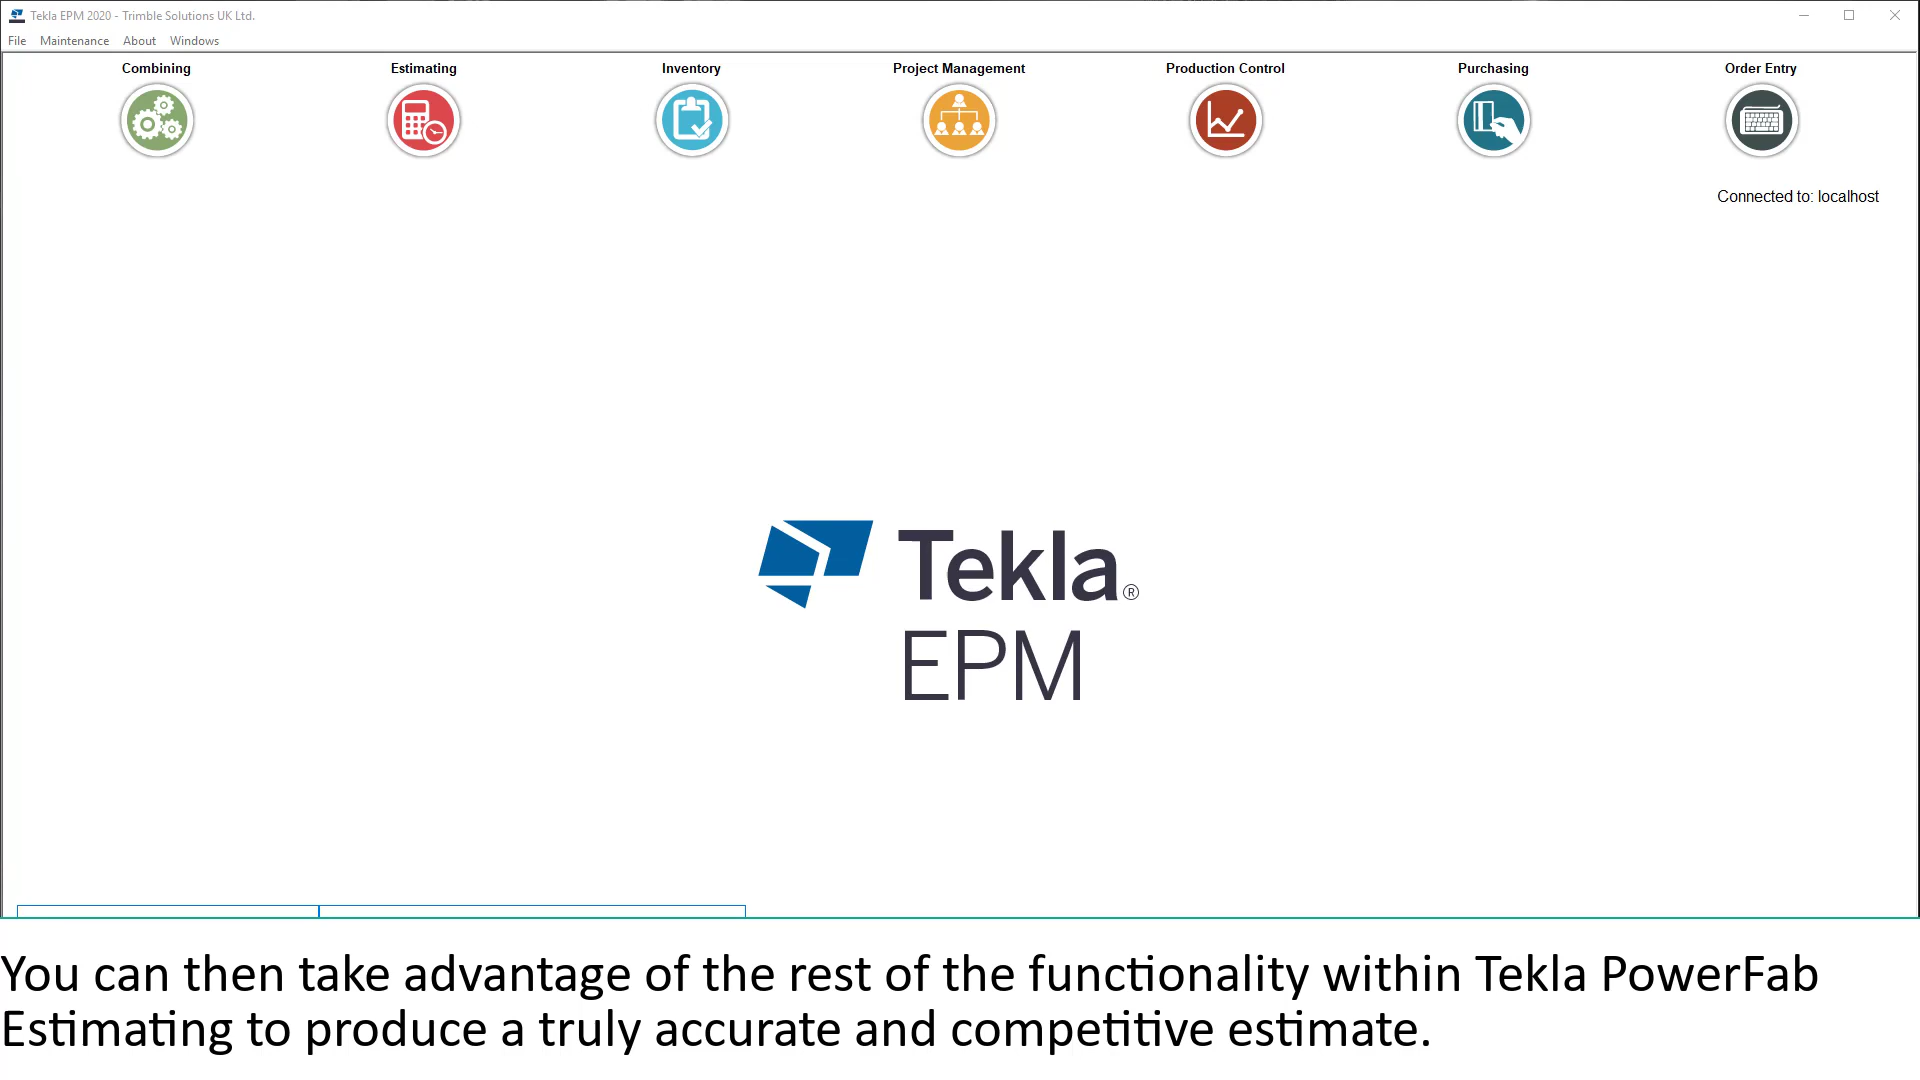 Tekla EPM 2020 - Trimble Solutions UK Ltd.
File Maintenance About Windows
Combining Estimating Inventory Project Management Production Control Purchasing Order Entry
Connected to: localhost
Tekla®
EPM
You can then take advantage of the rest of the functionality within Tekla PowerFab
Estimating to produce a truly accurate and competitive estimate.